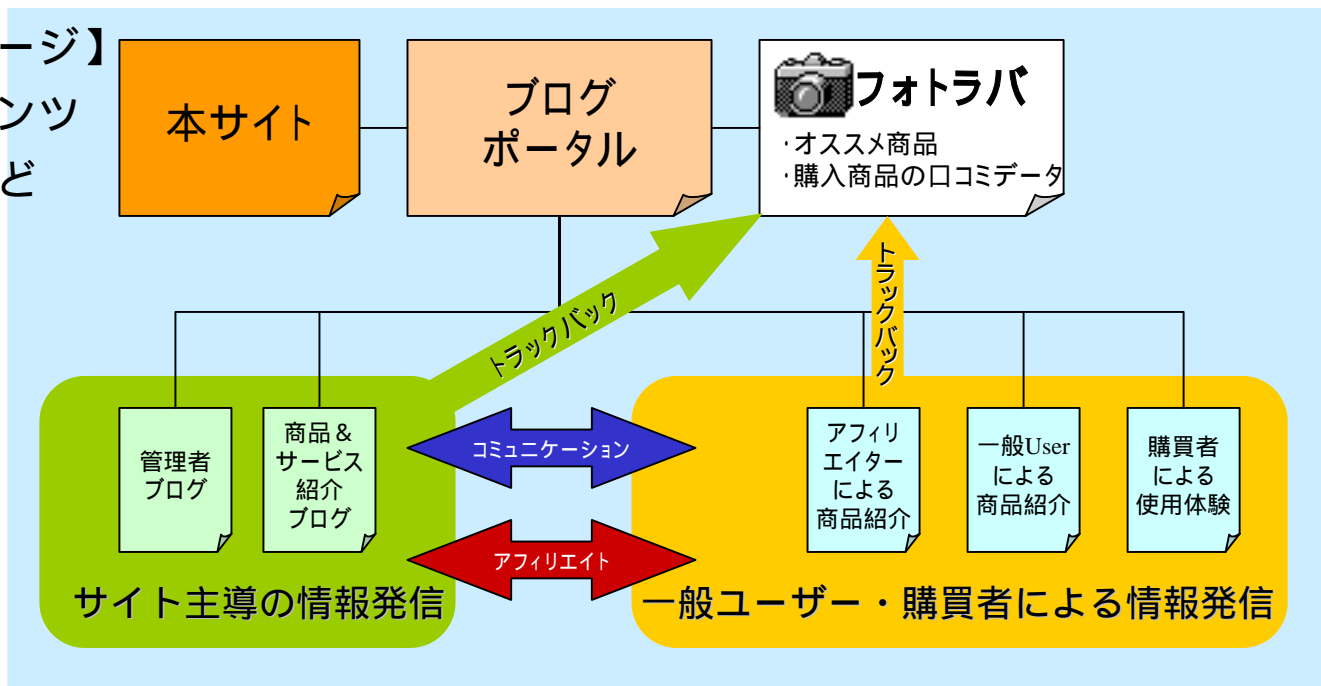 ージ】
ンツ
ど
本サイト
ブログ
ポータル
フォトラバ
・オススメ商品
・購入商品の口コミデータ
トラックバック
トラックバック
コミュニケーション
アフィリエイト
管理者
ブログ
商品＆
サービス
紹介
ブログ
サイト主導の情報発信
アフィリ
エイター
による
商品紹介
一般User
による
商品紹介
購買者
による
使用体験
一般ユーザー・購買者による情報発信